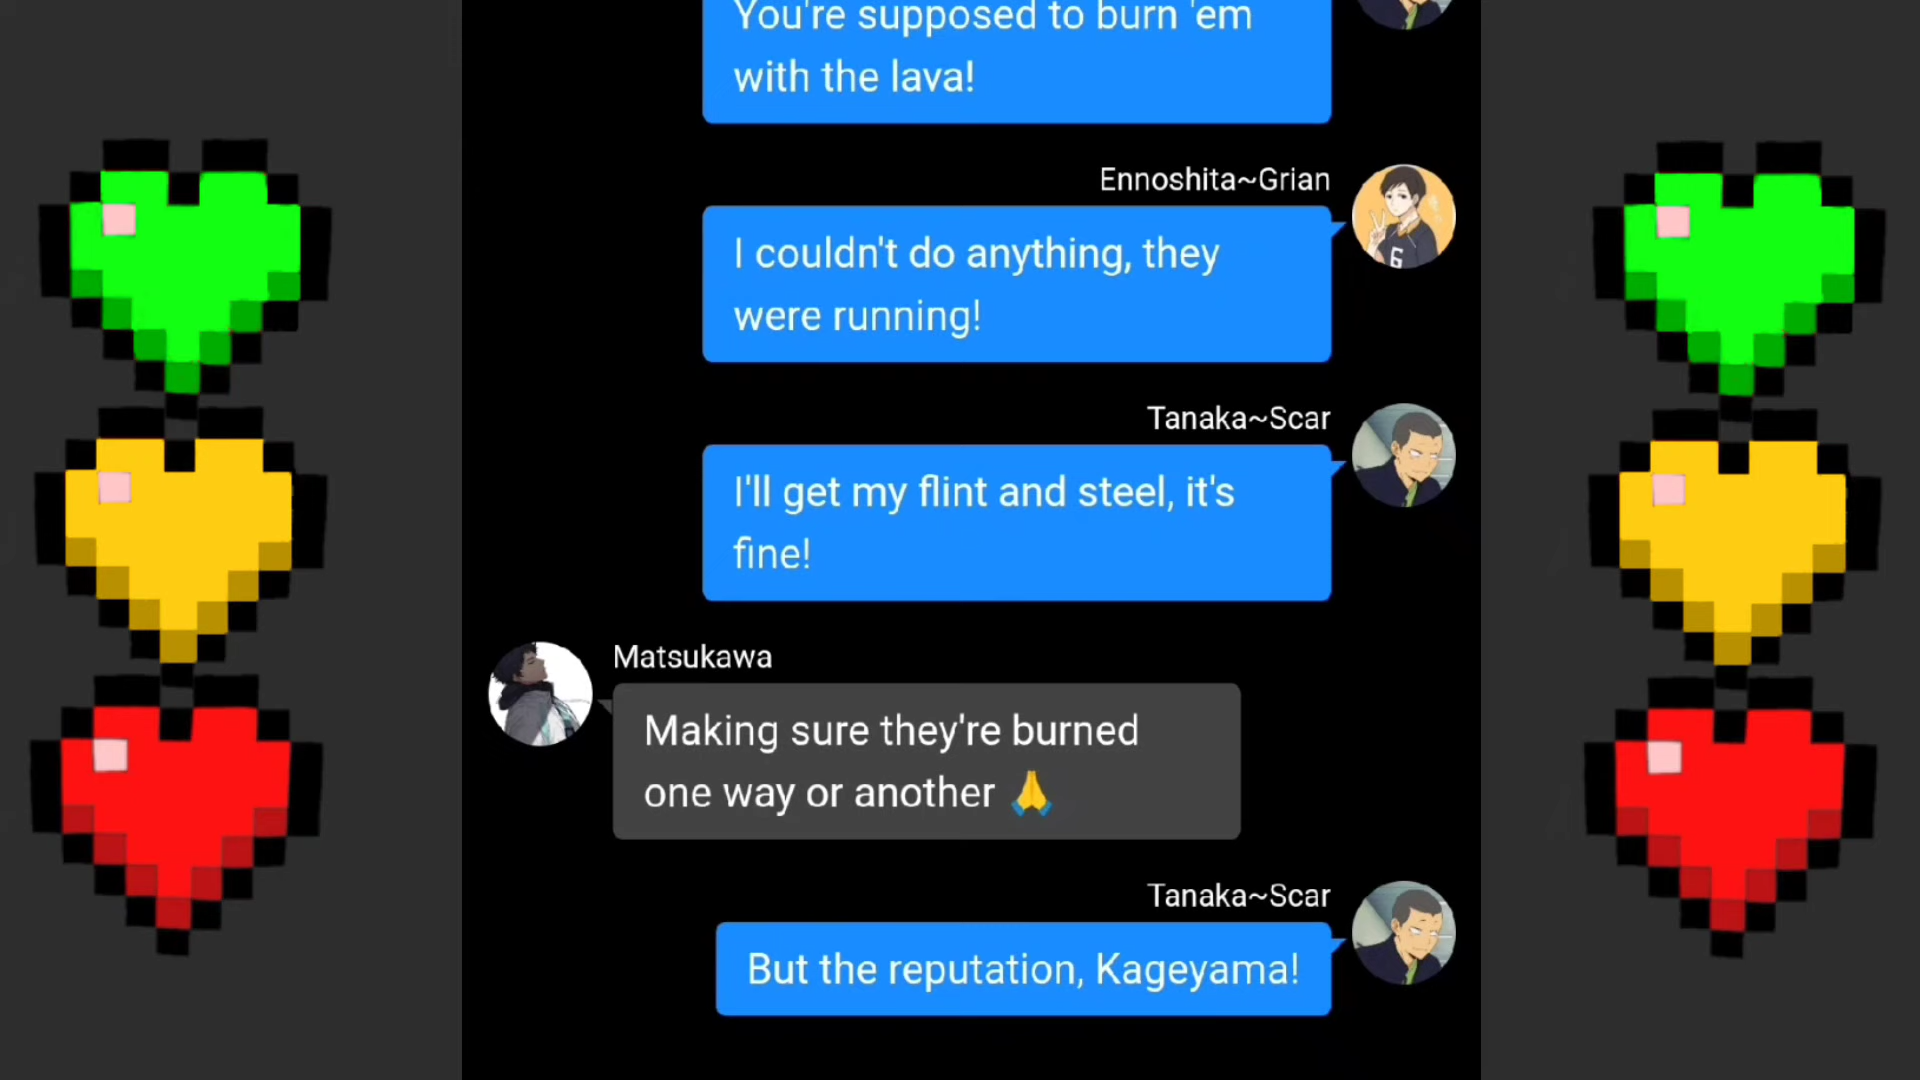 You're supposed to burn 'em
with the lava!
Ennoshita~Grian
I couldn't do anything, they
were running!
6
Tanaka~Scar
I'll get my flint and steel, it's
fine!
Matsukawa
Making sure they're burned
one way or another 🙏
Tanaka~Scar
But the reputation, Kageyama!